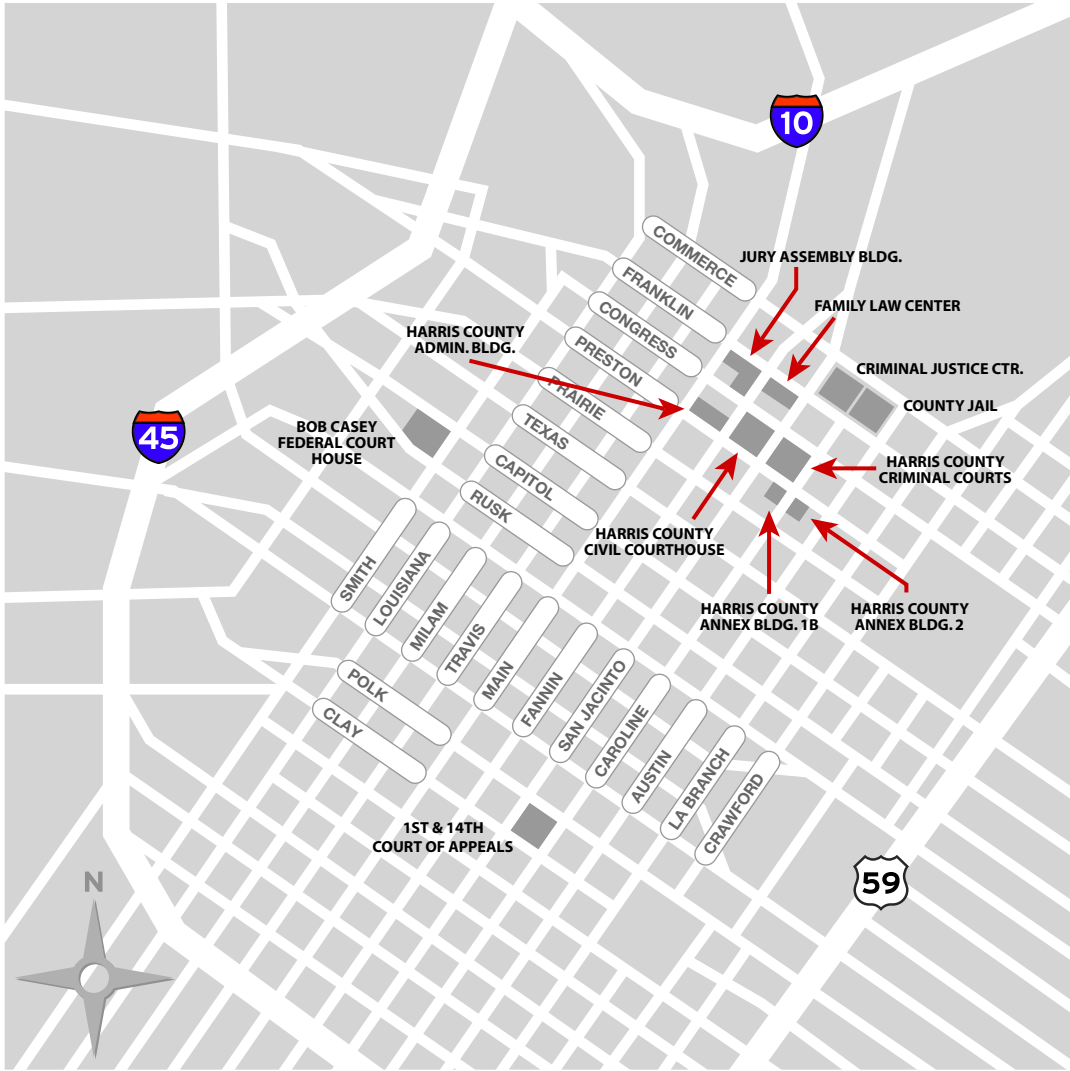 10
COMMERCE
JURY ASSEMBLY BLDG.
FRANKLIN
FAMILY LAW CENTER
CONGRESS
HARRIS COUNTY
ADMIN. BLDG.
PRESTON
CRIMINAL JUSTICE CTR.
PRAIRIE
COUNTY JAIL
45
BOB CASEY
FEDERAL COURT
HOUSE
TEXAS
CAPITOL
HARRIS COUNTY
CRIMINAL COURTS
RUSK
HARRIS COUNTY
CIVIL COURTHOUSE
SMITH
LOUISIANA
MILAM
TRAVIS
MAIN
FANNIN
SAN JACINTO
CAROLINE
AUSTIN
LA BRANCH
CRAWFORD
HARRIS COUNTY
ANNEX BLDG. 1B
HARRIS COUNTY
ANNEX BLDG. 2
POLK
CLAY
1ST & 14TH
COURT OF APPEALS
59
N